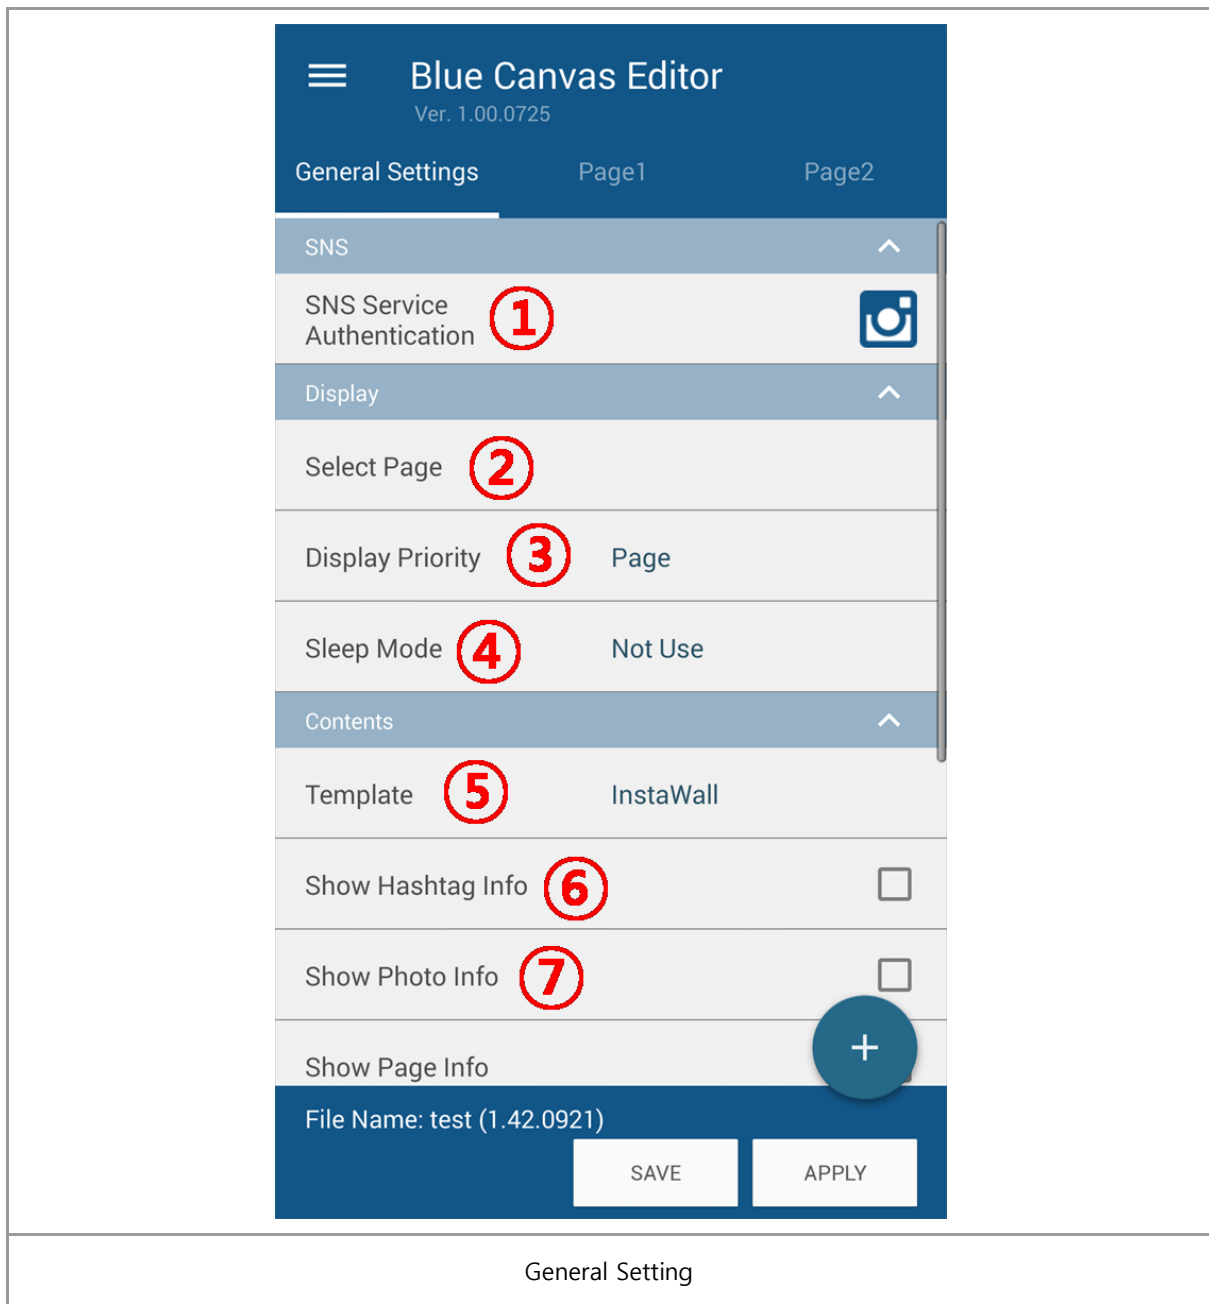 Blue Canvas Editor
Ver. 1.00.0725
General Settings Page1 Page2
SNS
SNS Service
Authentication ①
Display
Select Page ②
Display Priority ③ Page
Sleep Mode ④ Not Use
Contents
Template ⑤ InstaWall
Show Hashtag Info ⑥
Show Photo Info ⑦
+
Show Page Info
File Name: test (1.42.0921)
SAVE APPLY
General Setting